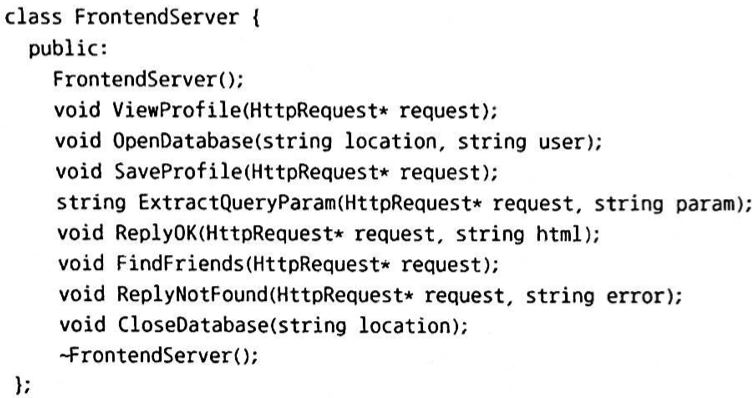 class FrontendServer {
public:
FrontendServer();
void ViewProfile(HttpRequest* request);
void OpenDatabase(string location, string user);
void SaveProfile(HttpRequest* request);
string ExtractQueryParam(HttpRequest* request, string param);
void ReplyOK(HttpRequest* request, string html);
void FindFriends(HttpRequest* request);
void ReplyNotFound(HttpRequest* request, string error);
void CloseDatabase(string location);
~FrontendServer();
};